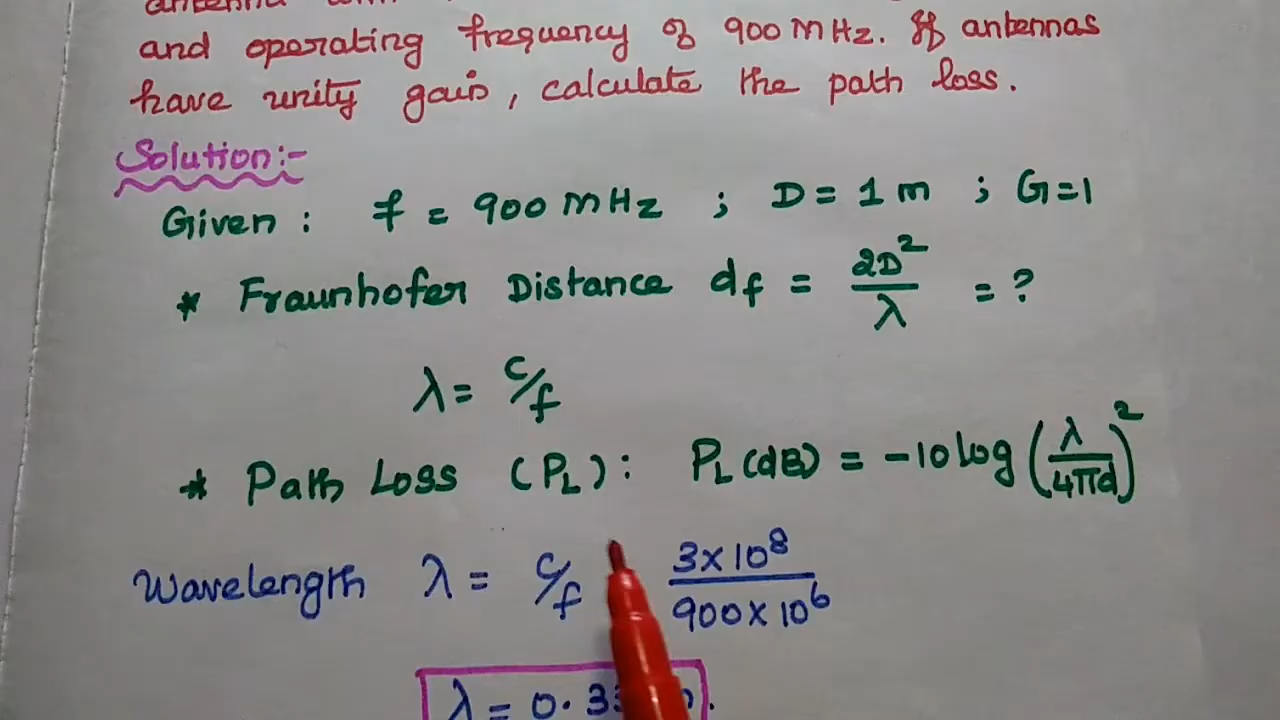 and operating frequency of 900 MHz. If antennas
have unity gain, calculate the path loss.
Solution:-
Given : f = 900 MHz ; D = 1 m ; G=1
* Fraunhofer Distance df = 2D²/λ = ?
λ = c/f
* Path Loss (PL) : PL (dB) = -10 log (λ/4πd)²
Wavelength λ = c/f 3×10⁸/900×10⁶
λ = 0.3